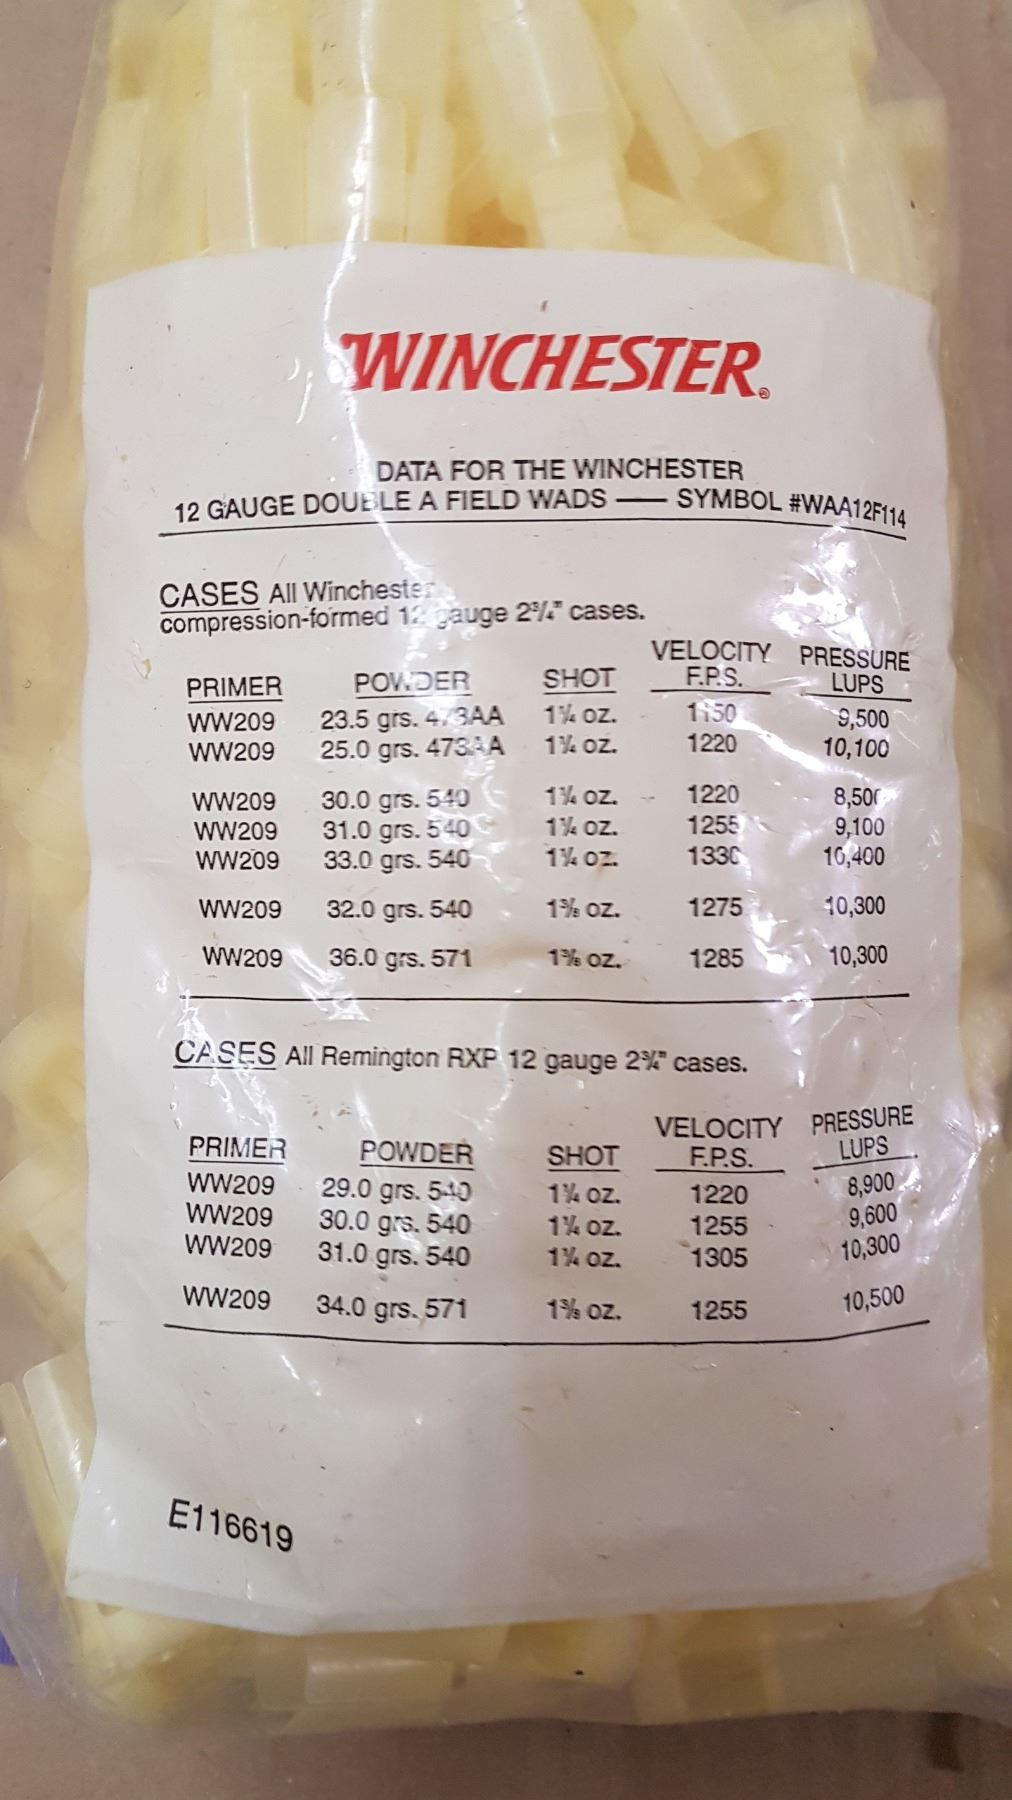 WINCHESTER®
DATA FOR THE WINCHESTER
12 GAUGE DOUBLE A FIELD WADS — SYMBOL #WAA12F114
CASES All Winchester
compression-formed 12 gauge 2¾" cases.
PRIMER POWDER SHOT VELOCITY F.P.S. PRESSURE LUPS
WW209 23.5 grs. 473AA 1¼ oz. 1150 9,500
WW209 25.0 grs. 473AA 1¼ oz. 1220 10,100
WW209 30.0 grs. 540 1¼ oz. 1220 8,500
WW209 31.0 grs. 540 1¼ oz. 1255 9,100
WW209 33.0 grs. 540 1¼ oz. 1330 10,400
WW209 32.0 grs. 540 1⅜ oz. 1275 10,300
WW209 36.0 grs. 571 1⅜ oz. 1285 10,300
CASES All Remington RXP 12 gauge 2¾" cases.
PRIMER POWDER SHOT VELOCITY F.P.S. PRESSURE LUPS
WW209 29.0 grs. 540 1¼ oz. 1220 8,900
WW209 30.0 grs. 540 1¼ oz. 1255 9,600
WW209 31.0 grs. 540 1¼ oz. 1305 10,300
WW209 34.0 grs. 571 1⅜ oz. 1255 10,500
E116619